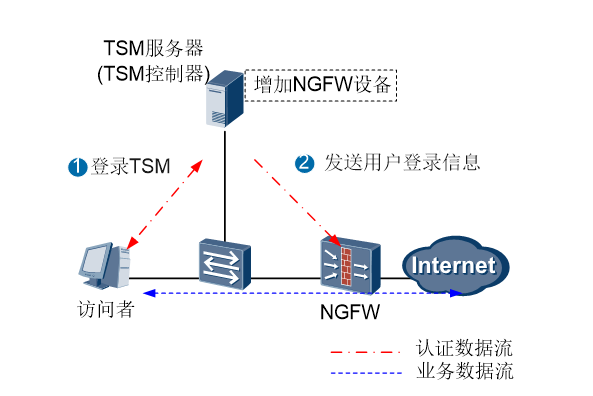 TSM服务器
(TSM控制器)
增加NGFW设备
1 登录TSM
2 发送用户登录信息
Internet
访问者
NGFW
认证数据流
业务数据流